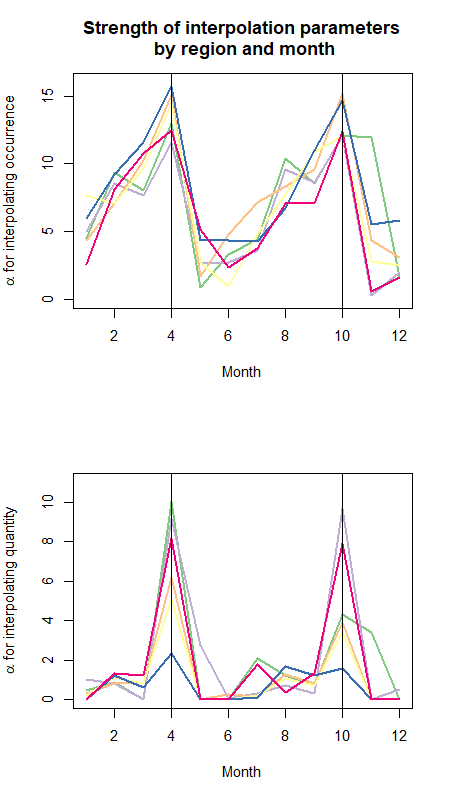 Strength of interpolation parameters
by region and month
α for interpolating occurrence
15
10
5
0
2 4 6 8 10 12
Month
α for interpolating quantity
10
8
6
4
2
0
2 4 6 8 10 12
Month